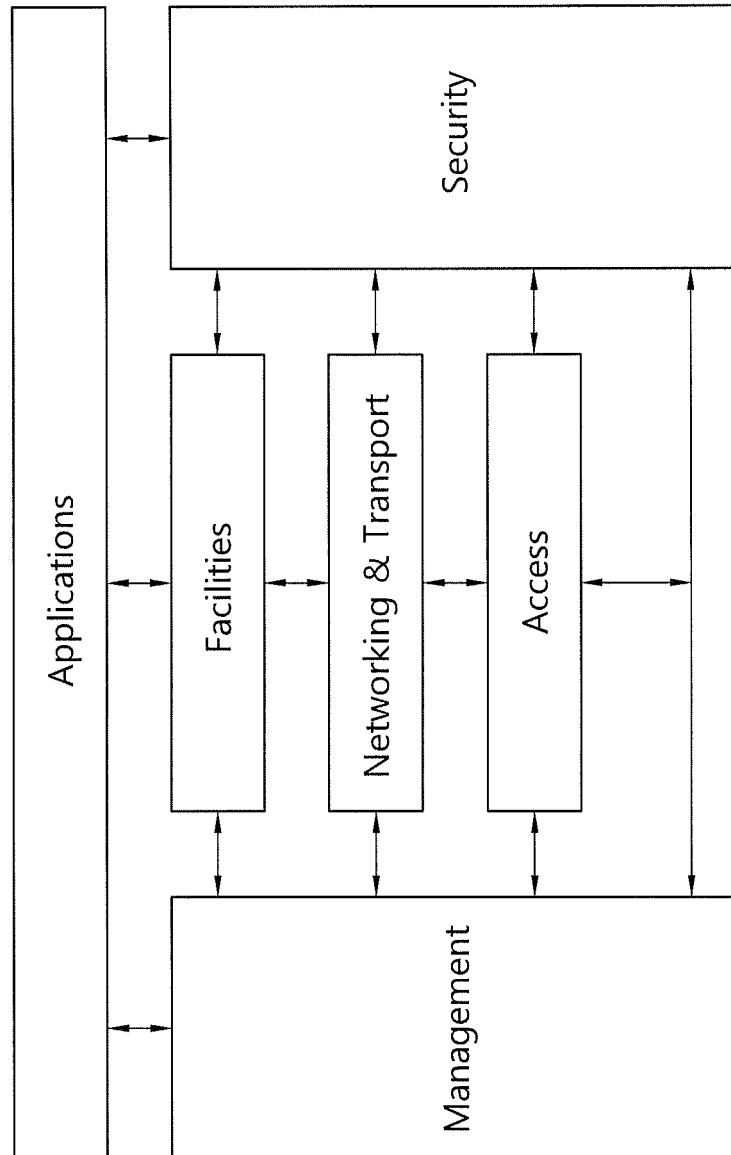 Applications
Facilities
Networking & Transport
Access
Management
Security